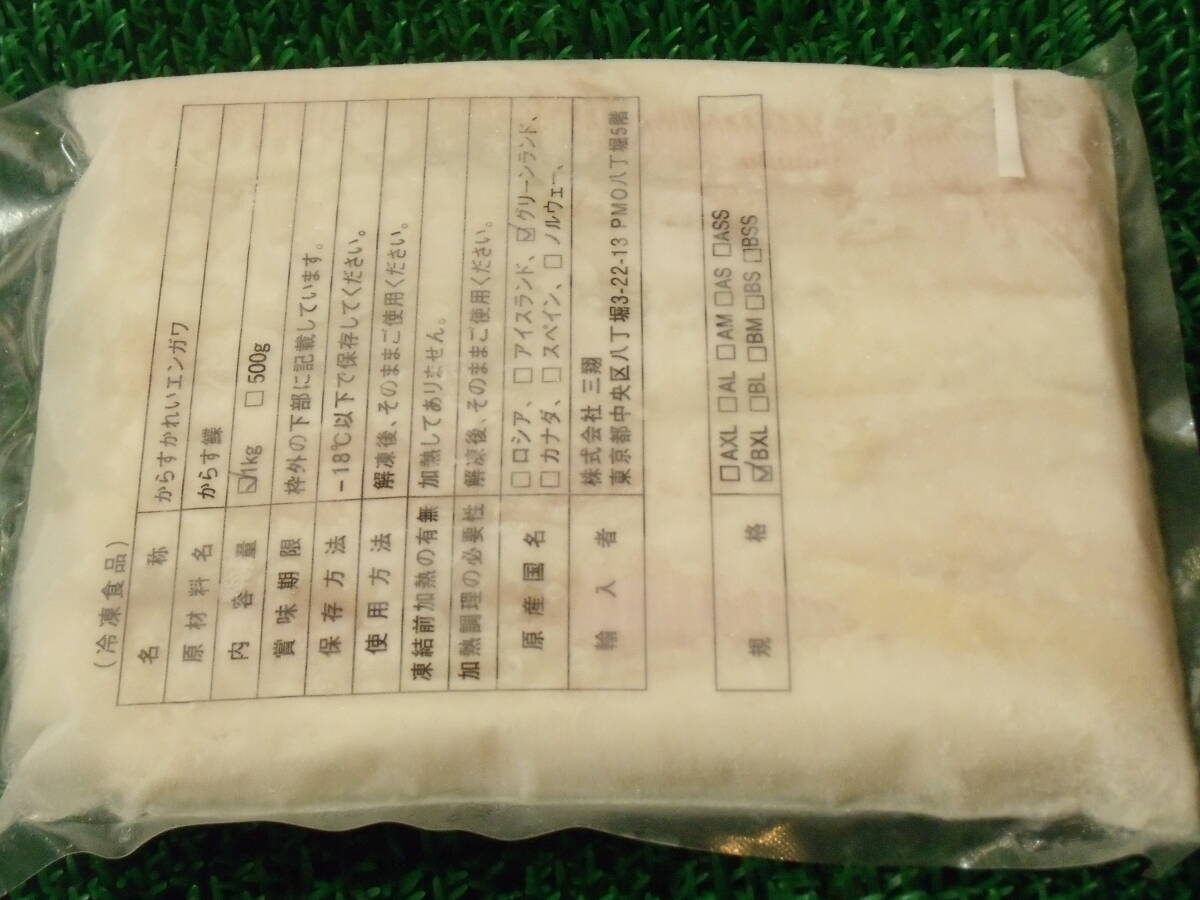 (冷凍食品)
名称 からすかれいエンガワ
原材料名 からす鰈
内容量 ☑1kg □500g
賞味期限 枠外の下部に記載しています。
保存方法 -18℃以下で保存してください。
使用方法 解凍後、そのままご使用ください。
凍結前加熱の有無 加熱してありません。
加熱調理の必要性 解凍後、そのままご使用ください。
原産国名 □ロシア、□アイスランド、☑グリーンランド、
□カナダ、□スペイン、□ノルウェー、
輸入者 株式会社 三翔
東京都中央区八丁堀3-22-13 PMO八丁堀5階
規格 □AXL □AL □AM □AS □ASS
☑BXL □BL □BM □BS □BSS